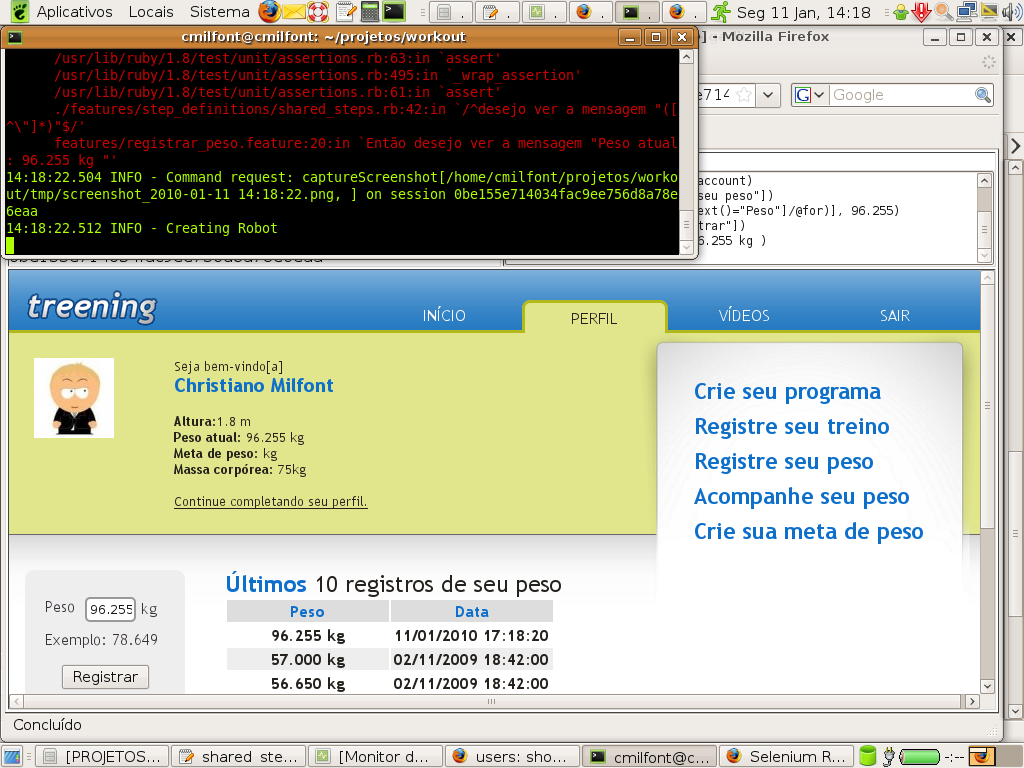 Aplicativos Locais Sistema Seg 11 Jan, 14:18
cmilfont@cmilfont: ~/projetos/workout
] - Mozilla Firefox
/usr/lib/ruby/1.8/test/unit/assertions.rb:63:in `assert'
/usr/lib/ruby/1.8/test/unit/assertions.rb:495:in `_wrap_assertion'
/usr/lib/ruby/1.8/test/unit/assertions.rb:61:in `assert'
./features/step_definitions/shared_steps.rb:42:in `/^desejo ver a mensagem "([
^\"]*)"$/'
features/registrar_peso.feature:20:in `Então desejo ver a mensagem "Peso atual
: 96.255 kg "'
14:18:22.504 INFO - Command request: captureScreenshot[/home/cmilfont/projetos/worko
ut/tmp/screenshot_2010-01-11 14:18:22.png, ] on session 0be155e714034fac9ee756d8a78e
6eaa
14:18:22.512 INFO - Creating Robot
e714
Google
account)
seu peso"])
ext()="Peso"]/@for)], 96.255)
trar"])
6.255 kg )
treening
INÍCIO
PERFIL
VÍDEOS
SAIR
Seja bem-vindo[a]
Christiano Milfont
Altura:1.8 m
Peso atual: 96.255 kg
Meta de peso: kg
Massa corpórea: 75kg
Continue completando seu perfil.
Crie seu programa
Registre seu treino
Registre seu peso
Acompanhe seu peso
Crie sua meta de peso
Peso 96.255 kg
Exemplo: 78.649
Registrar
Últimos 10 registros de seu peso
Peso Data
96.255 kg 11/01/2010 17:18:20
57.000 kg 02/11/2009 18:42:00
56.650 kg 02/11/2009 18:42:00
Concluído
[PROJETOS... shared_ste... [Monitor d... users: sho... cmilfont@c... Selenium R... -:--